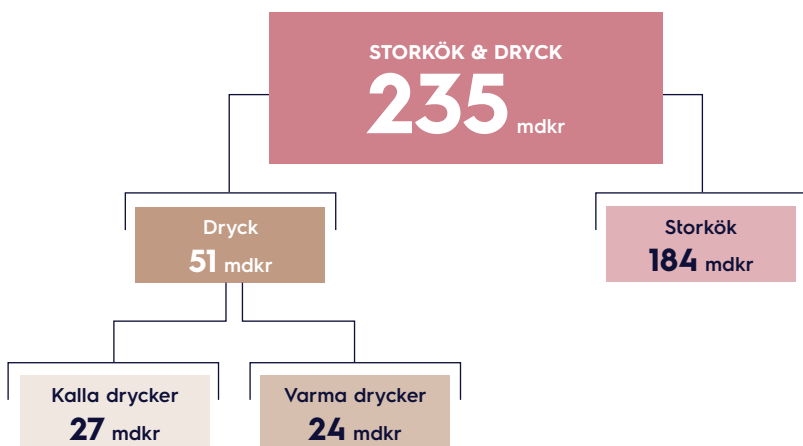 STORKÖK & DRYCK
235 mdkr
Dryck
51 mdkr
Storkök
184 mdkr
Kalla drycker
27 mdkr
Varma drycker
24 mdkr